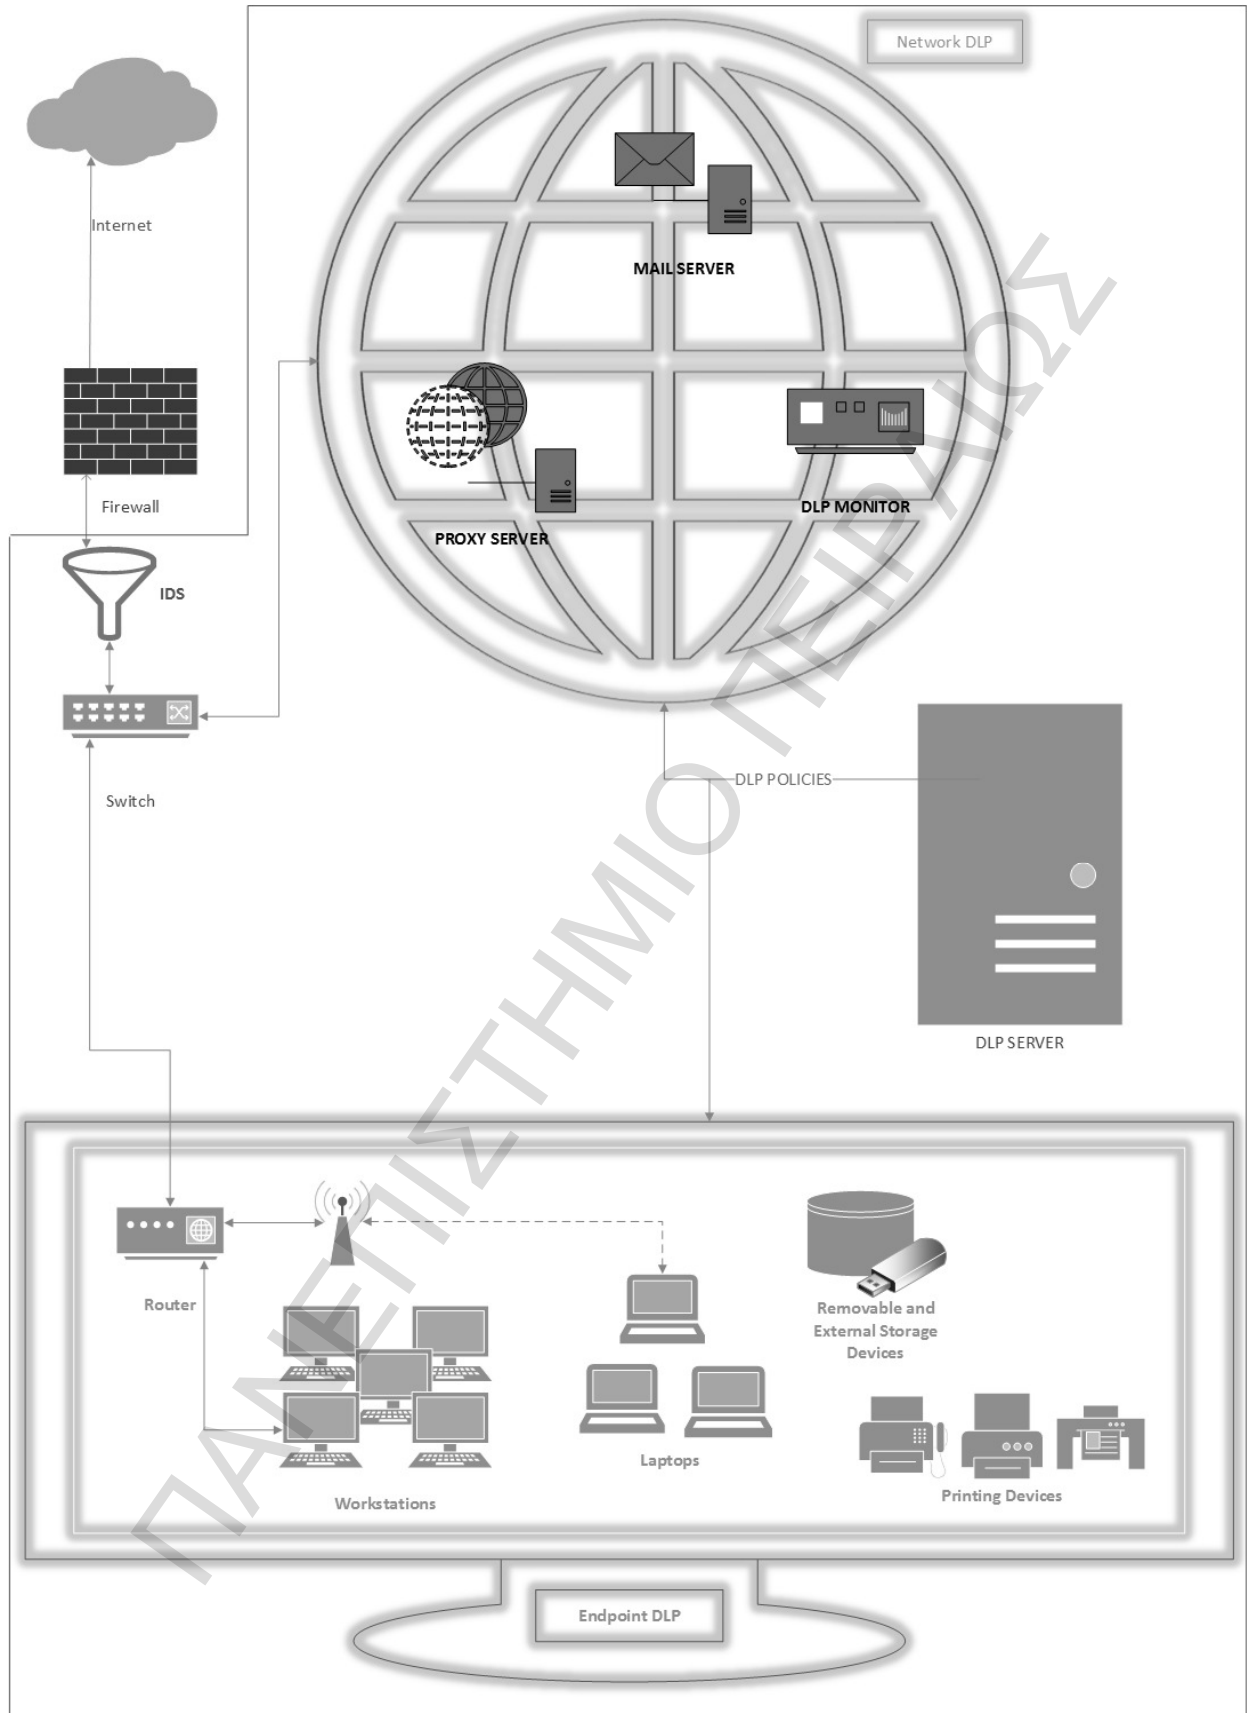 Network DLP
Internet
MAIL SERVER
Firewall
DLP MONITOR
PROXY SERVER
IDS
DLP POLICIES
Switch
DLP SERVER
Router
Removable and
External Storage
Devices
Laptops
Printing Devices
Workstations
Endpoint DLP
ΠΑΝΕΠΙΣΤΗΜΙΟ ΠΕΙΡΑΙΩΣ